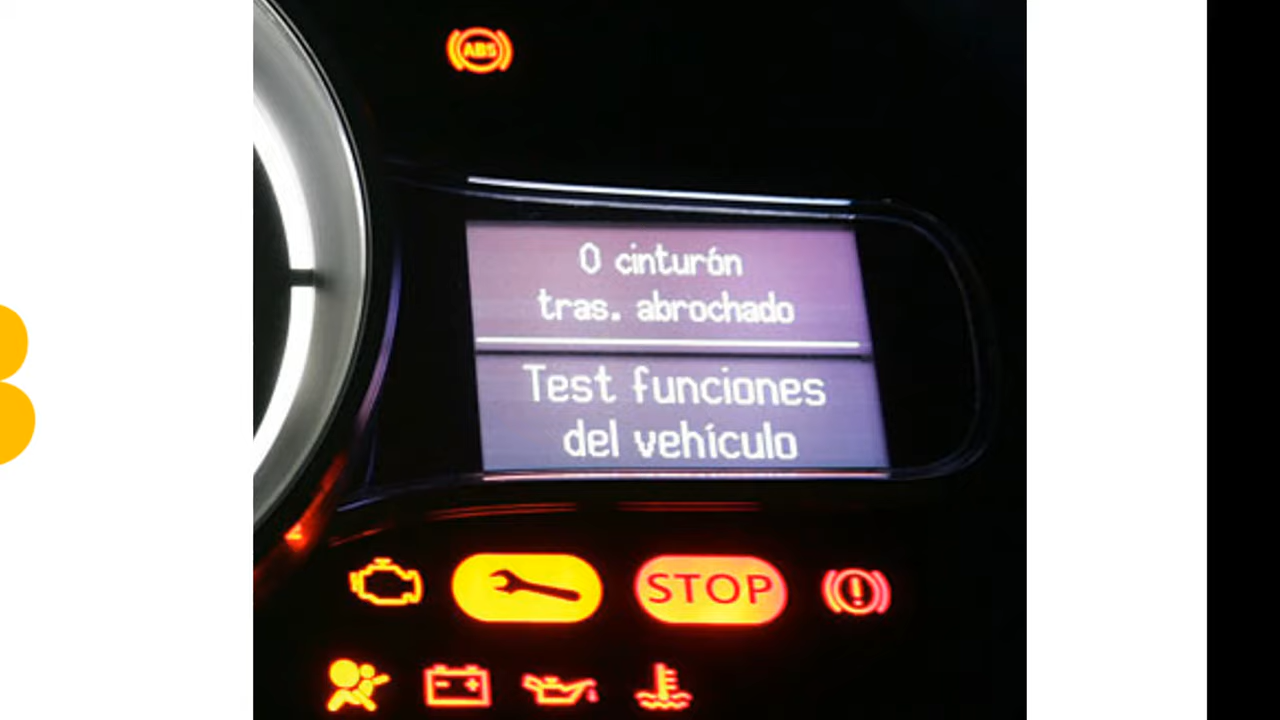 ABS
0 cinturón
tras. abrochado
Test funciones
del vehículo
STOP